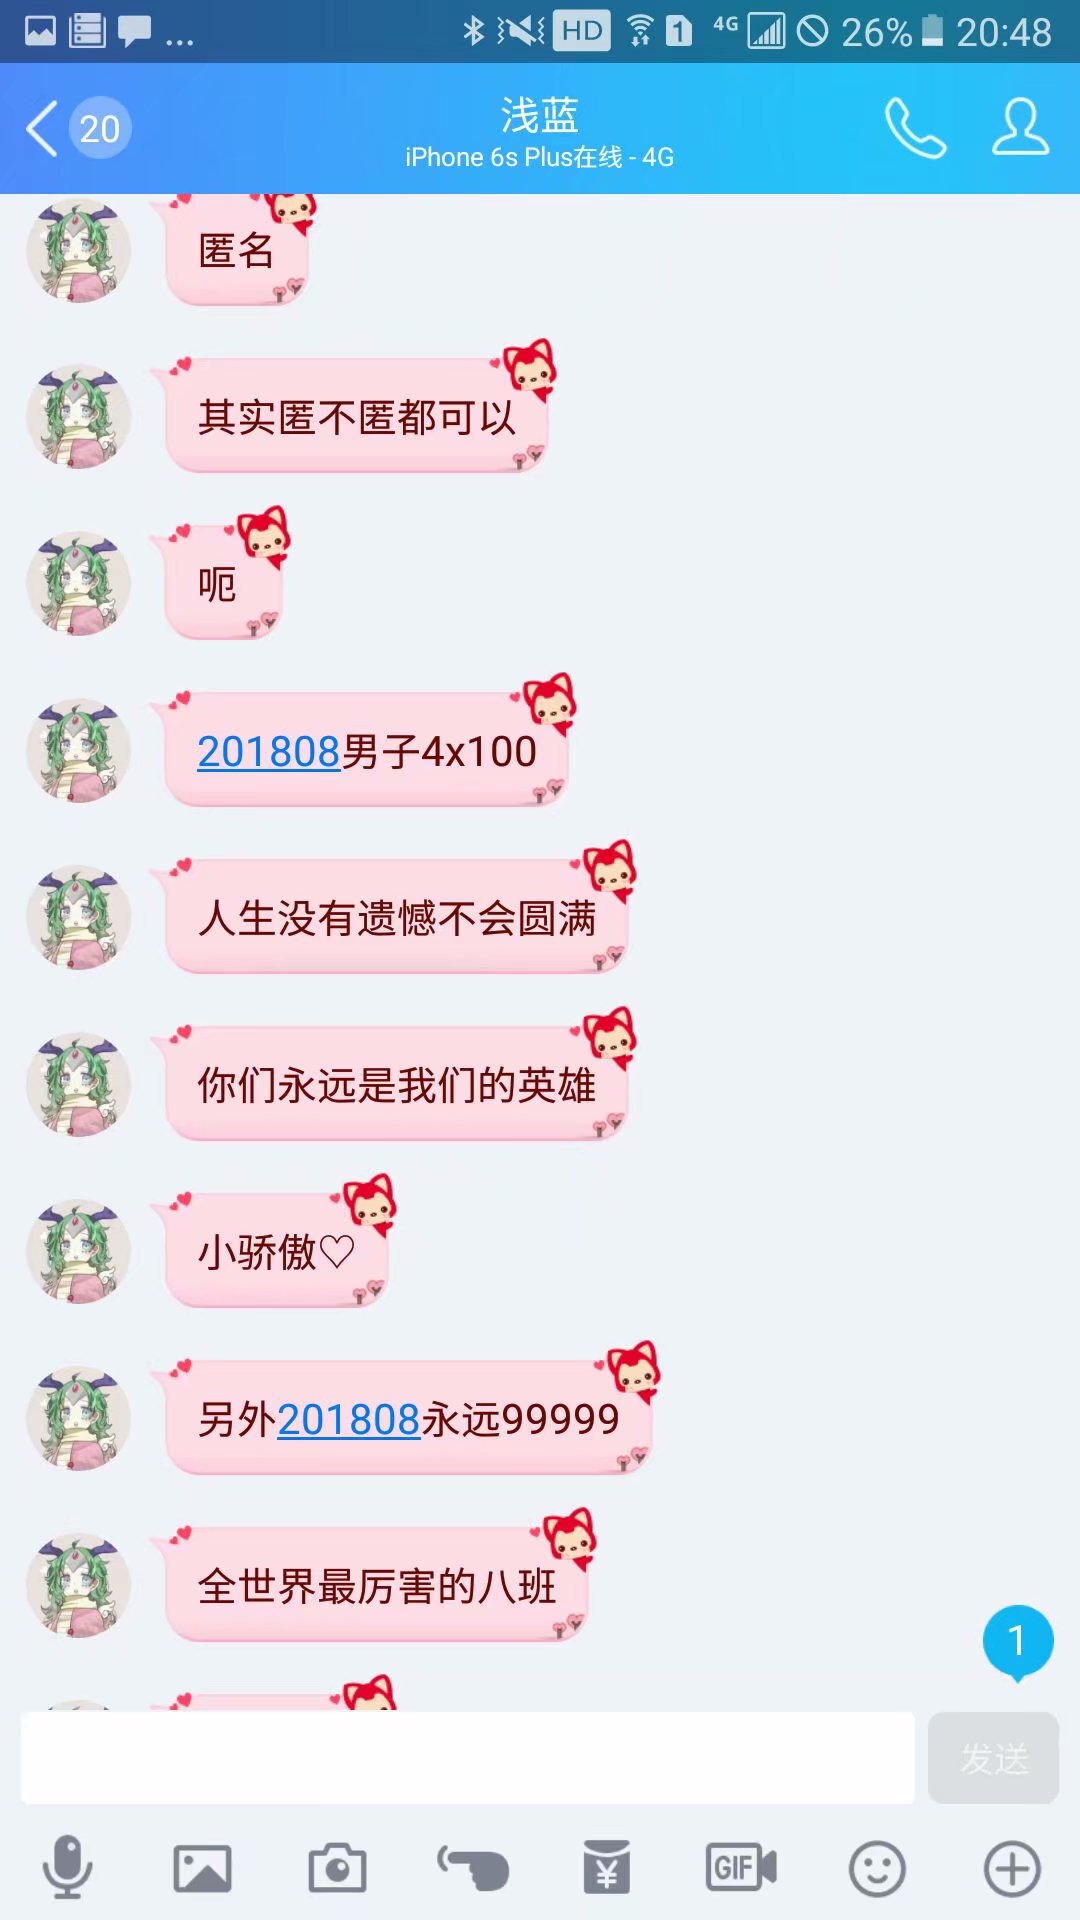 HD 1 4G 26% 20:48
20
浅蓝
iPhone 6s Plus在线 - 4G
匿名
其实匿不匿都可以
呃
201808男子4x100
人生没有遗憾不会圆满
你们永远是我们的英雄
小骄傲♡
另外201808永远99999
全世界最厉害的八班
1
发送
¥
GIF